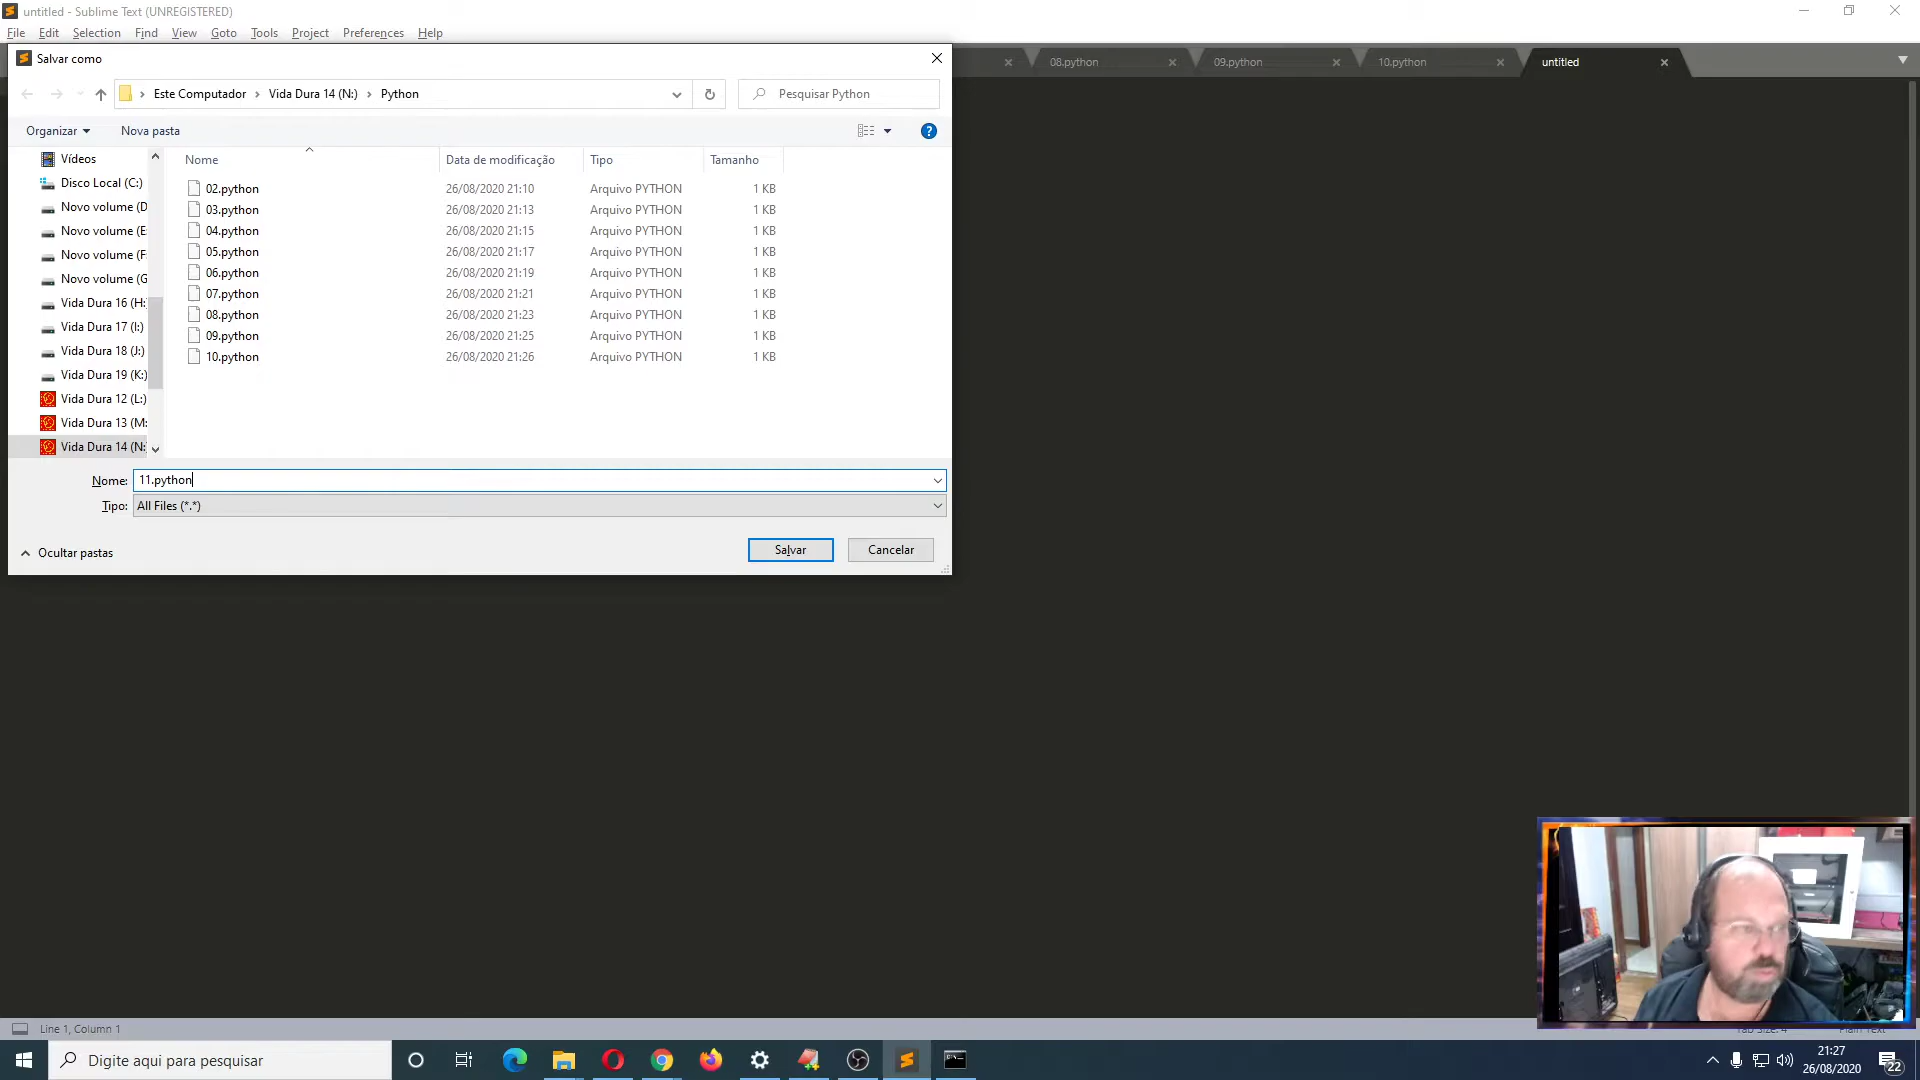 untitled - Sublime Text (UNREGISTERED)
File Edit Selection Find View Goto Tools Project Preferences Help
Salvar como
08.python 09.python 10.python untitled
Este Computador Vida Dura 14 (N:) Python
Pesquisar Python
Organizar Nova pasta
Nome Data de modificação Tipo Tamanho
Vídeos
Disco Local (C:)
Novo volume (D
Novo volume (E
Novo volume (F
Novo volume (G
Vida Dura 16 (H:
Vida Dura 17 (I:)
Vida Dura 18 (J:)
Vida Dura 19 (K:)
Vida Dura 12 (L:)
Vida Dura 13 (M:
Vida Dura 14 (N:
02.python 26/08/2020 21:10 Arquivo PYTHON 1 KB
03.python 26/08/2020 21:13 Arquivo PYTHON 1 KB
04.python 26/08/2020 21:15 Arquivo PYTHON 1 KB
05.python 26/08/2020 21:17 Arquivo PYTHON 1 KB
06.python 26/08/2020 21:19 Arquivo PYTHON 1 KB
07.python 26/08/2020 21:21 Arquivo PYTHON 1 KB
08.python 26/08/2020 21:23 Arquivo PYTHON 1 KB
09.python 26/08/2020 21:25 Arquivo PYTHON 1 KB
10.python 26/08/2020 21:26 Arquivo PYTHON 1 KB
Nome: 11.python
Tipo: All Files (*.*)
Ocultar pastas
Salvar Cancelar
Line 1, Column 1
Tab Size: 4 Plain Text
Digite aqui para pesquisar
21:27
26/08/2020
22